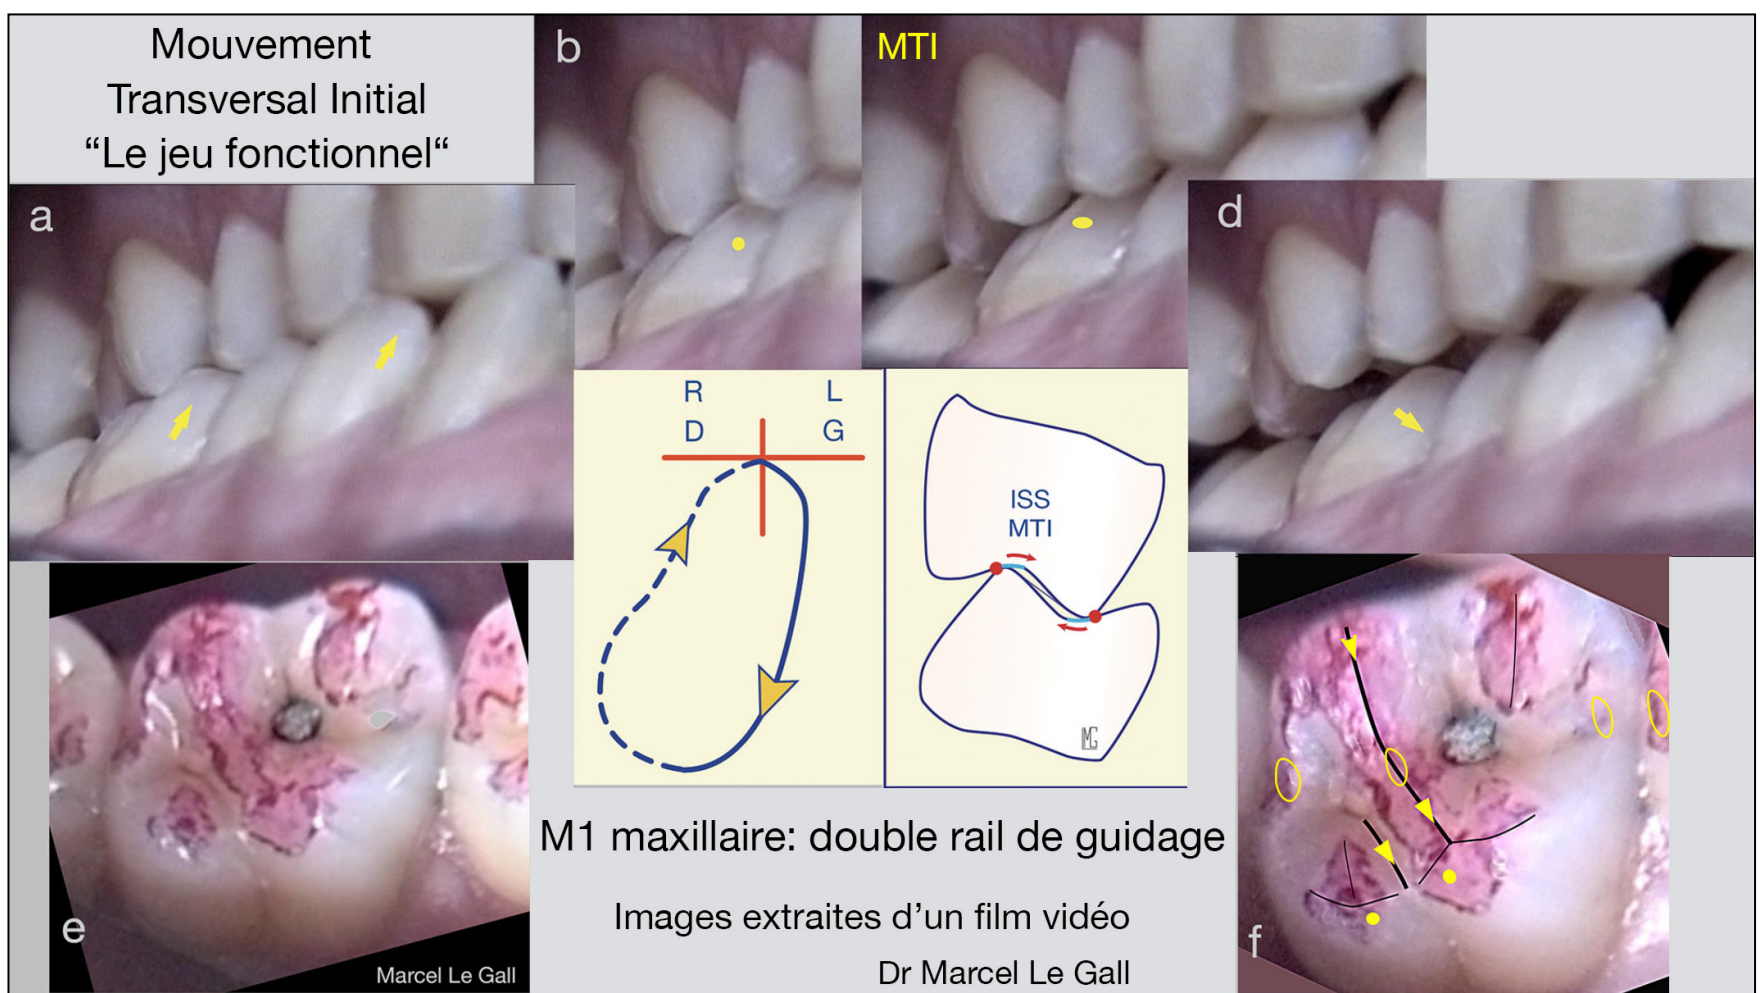 Mouvement
Transversal Initial
“Le jeu fonctionnel“
a
b
MTI
d
R L
D G
ISS
MTI
MLG
M1 maxillaire: double rail de guidage
Images extraites d’un film vidéo
Dr Marcel Le Gall
e
Marcel Le Gall
f